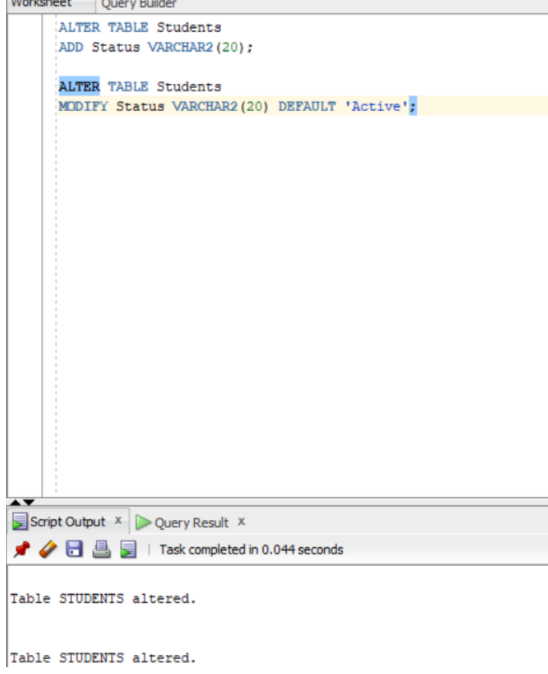 Worksheet Query Builder
ALTER TABLE Students
ADD Status VARCHAR2(20);
ALTER TABLE Students
MODIFY Status VARCHAR2(20) DEFAULT 'Active';
Script Output x Query Result x
Task completed in 0.044 seconds
Table STUDENTS altered.
Table STUDENTS altered.